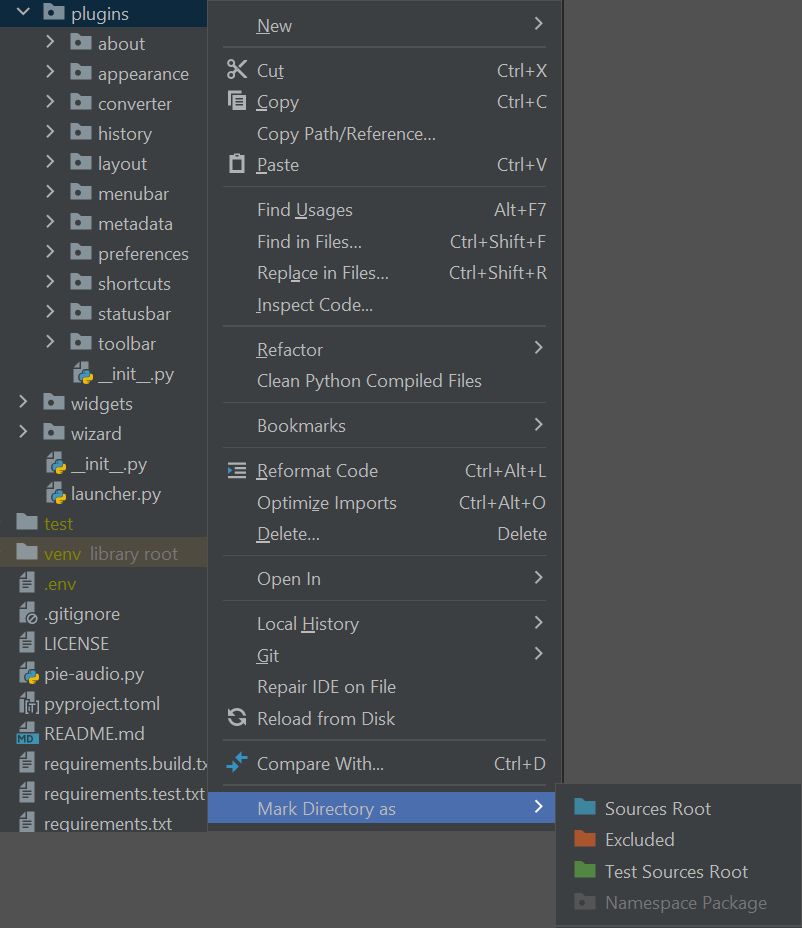 plugins
about
appearance
converter
history
layout
menubar
metadata
preferences
shortcuts
statusbar
toolbar
__init__.py
widgets
wizard
__init__.py
launcher.py
test
venv library root
.env
.gitignore
LICENSE
pie-audio.py
pyproject.toml
MD README.md
requirements.build.tx
requirements.test.txt
requirements.txt
New
Cut Ctrl+X
Copy Ctrl+C
Copy Path/Reference...
Paste Ctrl+V
Find Usages Alt+F7
Find in Files... Ctrl+Shift+F
Replace in Files... Ctrl+Shift+R
Inspect Code...
Refactor
Clean Python Compiled Files
Bookmarks
Reformat Code Ctrl+Alt+L
Optimize Imports Ctrl+Alt+O
Delete... Delete
Open In
Local History
Git
Repair IDE on File
Reload from Disk
Compare With... Ctrl+D
Mark Directory as
Sources Root
Excluded
Test Sources Root
Namespace Package